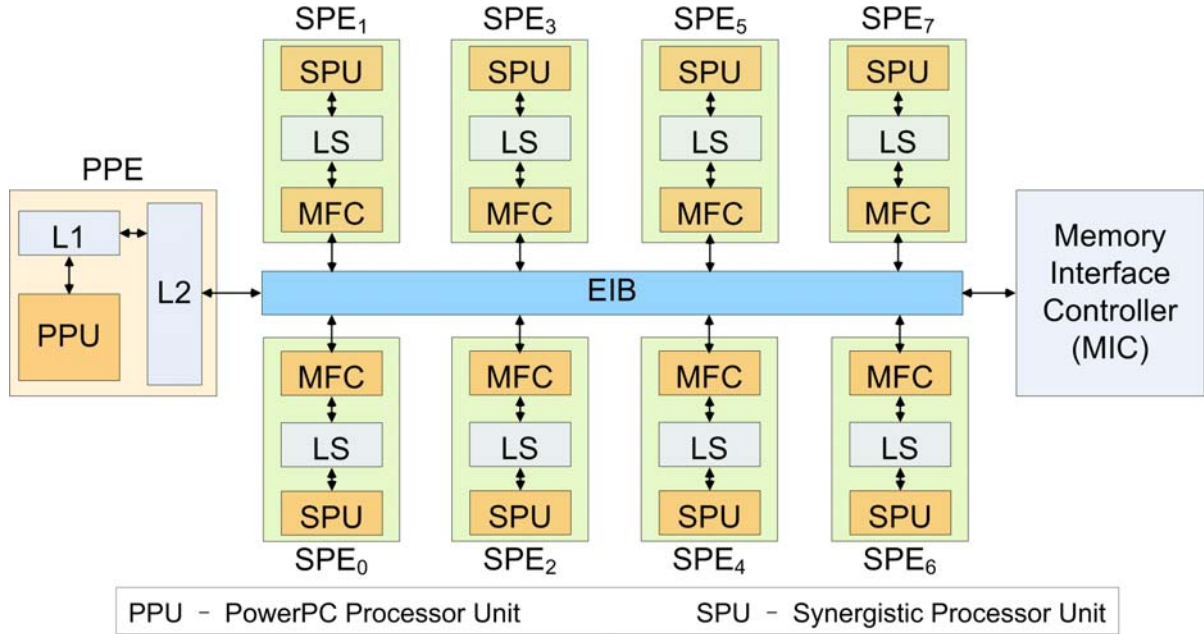 SPE₁ SPE₃ SPE₅ SPE₇
SPU SPU SPU SPU
LS LS LS LS
PPE
MFC MFC MFC MFC
L1
L2
PPU
EIB
Memory
Interface
Controller
(MIC)
MFC MFC MFC MFC
LS LS LS LS
SPU SPU SPU SPU
SPE₀ SPE₂ SPE₄ SPE₆
PPU – PowerPC Processor Unit SPU – Synergistic Processor Unit